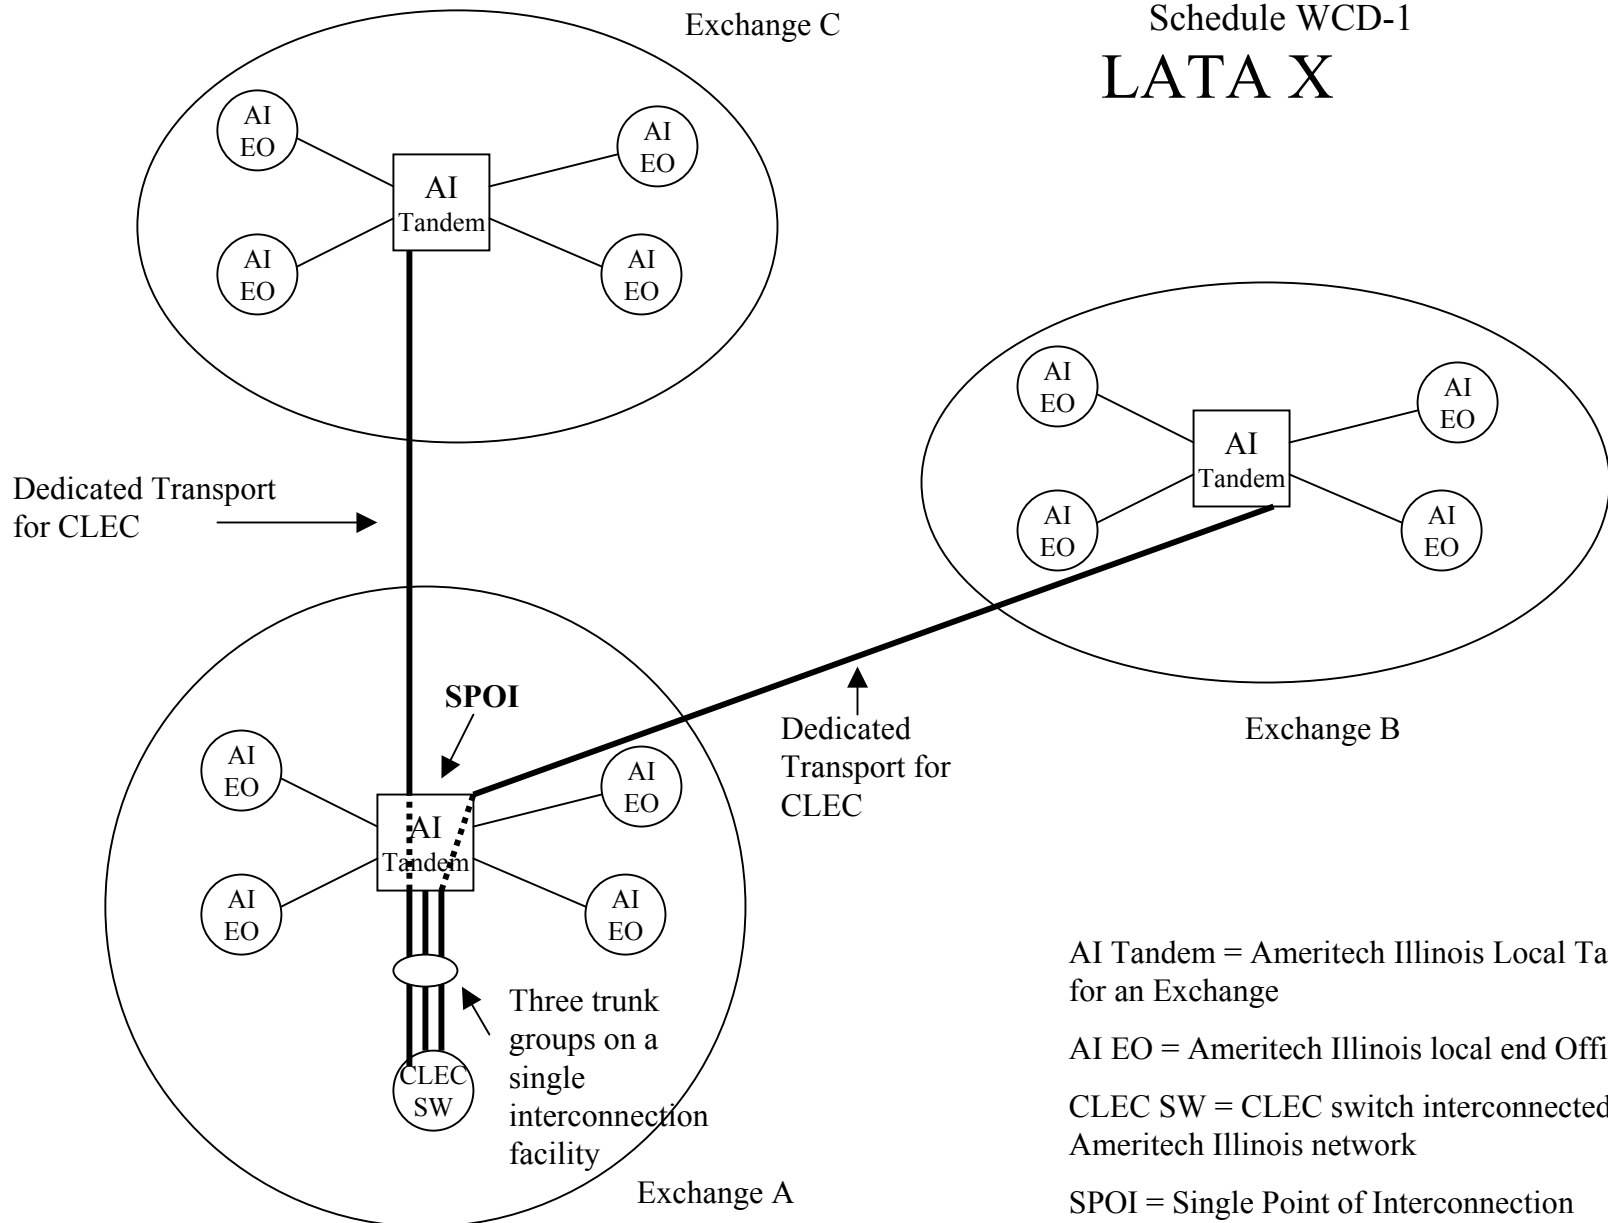 Schedule WCD-1
LATA X
Exchange C
AI
EO
AI
EO
AI
Tandem
AI
EO
AI
EO
Dedicated Transport
for CLEC
AI
EO
AI
EO
AI
Tandem
AI
EO
AI
EO
Exchange B
Dedicated
Transport for
CLEC
SPOI
AI
EO
AI
EO
AI
Tandem
AI
EO
AI
EO
Three trunk
groups on a
single
interconnection
facility
CLEC
SW
Exchange A
AI Tandem = Ameritech Illinois Local Ta
for an Exchange
AI EO = Ameritech Illinois local end Offi
CLEC SW = CLEC switch interconnected
Ameritech Illinois network
SPOI = Single Point of Interconnection